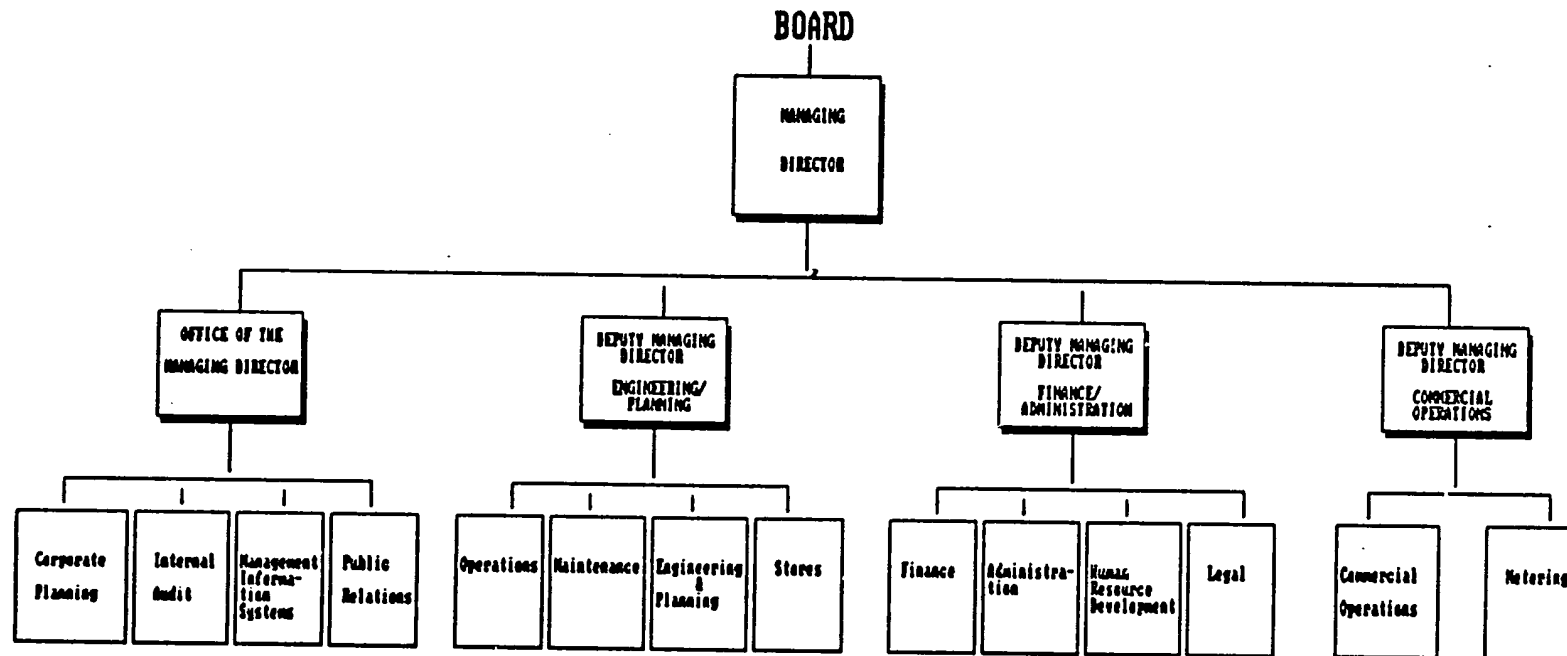 BOARD
MANAGING
DIRECTOR
OFFICE OF THE
MANAGING DIRECTOR
DEPUTY MANAGING
DIRECTOR
ENGINEERING/
PLANNING
DEPUTY MANAGING
DIRECTOR
FINANCE/
ADMINISTRATION
DEPUTY MANAGING
DIRECTOR
COMMERCIAL
OPERATIONS
Corporate
Planning
Internal
Audit
Management
Informa-
tion
Systems
Public
Relations
Operations
Maintenance
Engineering
&
Planning
Stores
Finance
Administra-
tion
Human
Resource
Development
Legal
Commercial
Operations
Metering